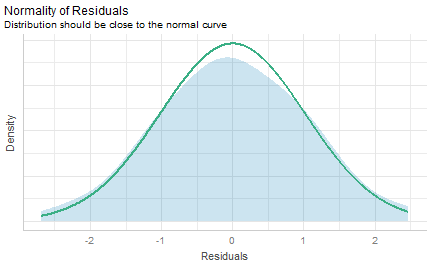 Normality of Residuals
Distribution should be close to the normal curve
Density
-2
-1
0
1
2
Residuals